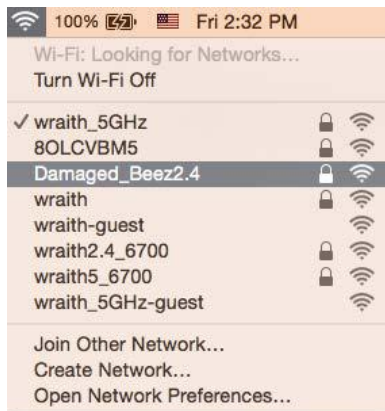 100% Fri 2:32 PM
Wi-Fi: Looking for Networks...
Turn Wi-Fi Off
wraith_5GHz
8OLCVBM5
Damaged_Beez2.4
wraith
wraith-guest
wraith2.4_6700
wraith5_6700
wraith_5GHz-guest
Join Other Network...
Create Network...
Open Network Preferences...